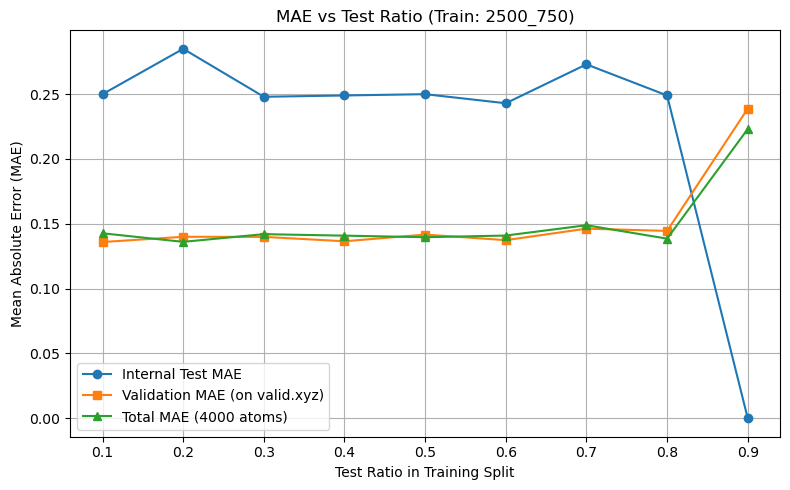 MAE vs Test Ratio (Train: 2500_750)
Mean Absolute Error (MAE)
0.25
0.20
0.15
0.10
0.05
0.00
Internal Test MAE
Validation MAE (on valid.xyz)
Total MAE (4000 atoms)
0.1 0.2 0.3 0.4 0.5 0.6 0.7 0.8 0.9
Test Ratio in Training Split